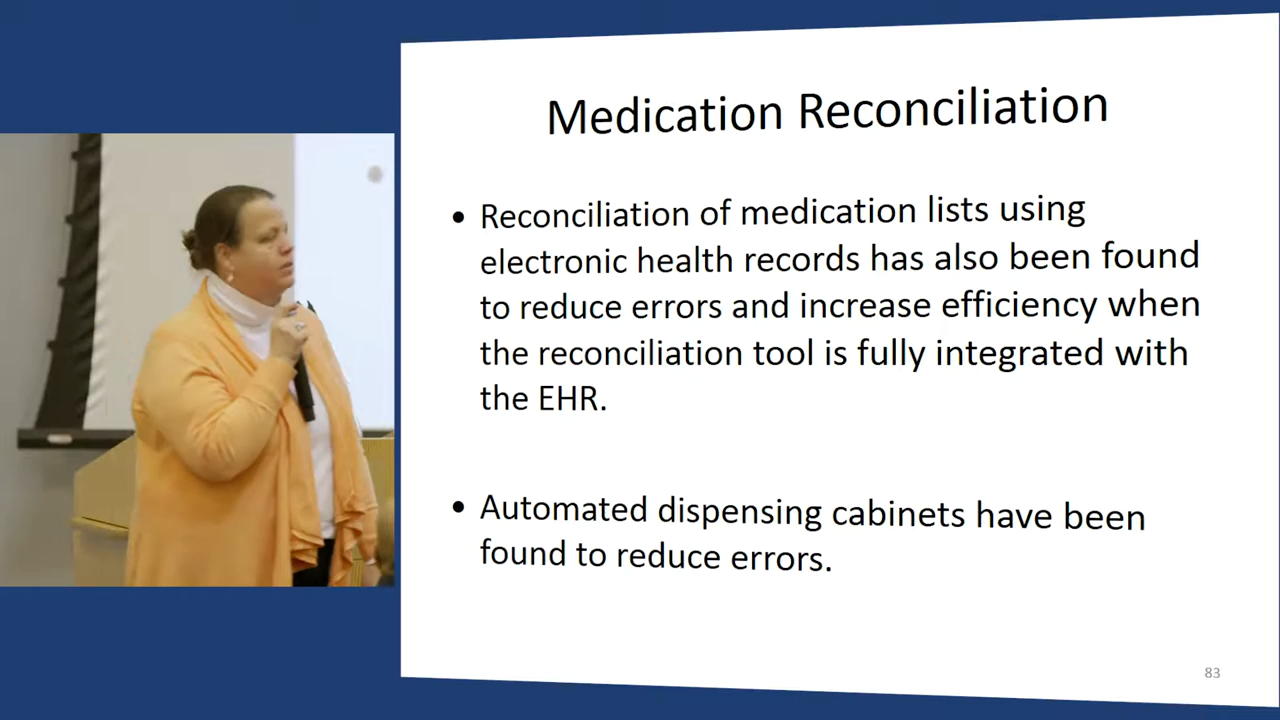 Medication Reconciliation
• Reconciliation of medication lists using
electronic health records has also been found
to reduce errors and increase efficiency when
the reconciliation tool is fully integrated with
the EHR.
• Automated dispensing cabinets have been
found to reduce errors.
83